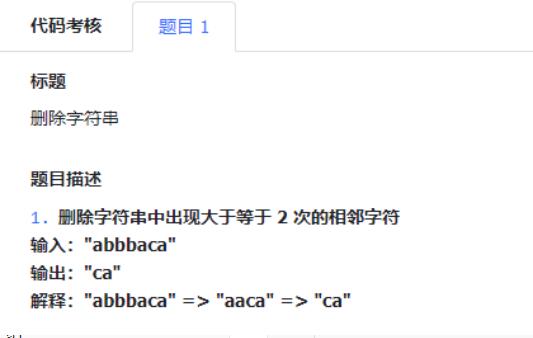 代码考核 题目 1
标题
删除字符串
题目描述
1. 删除字符串中出现大于等于 2 次的相邻字符
输入："abbbaca"
输出："ca"
解释："abbbaca" => "aaca" => "ca"